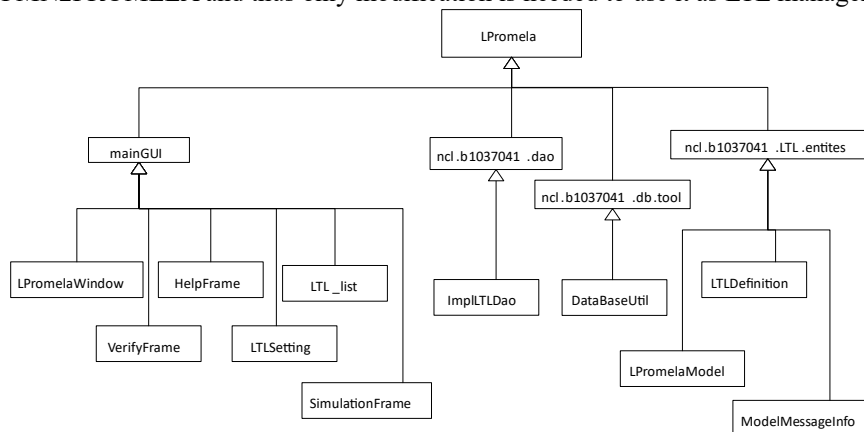 LPromela
mainGUI
ncl.b1037041 .dao
ncl.b1037041 .LTL .entites
ncl.b1037041 .db.tool
LPromelaWindow
HelpFrame
LTL _list
ImplLTLDao
DataBaseUtil
LTLDefinition
VerifyFrame
LTLSetting
LPromelaModel
SimulationFrame
ModelMessageInfo